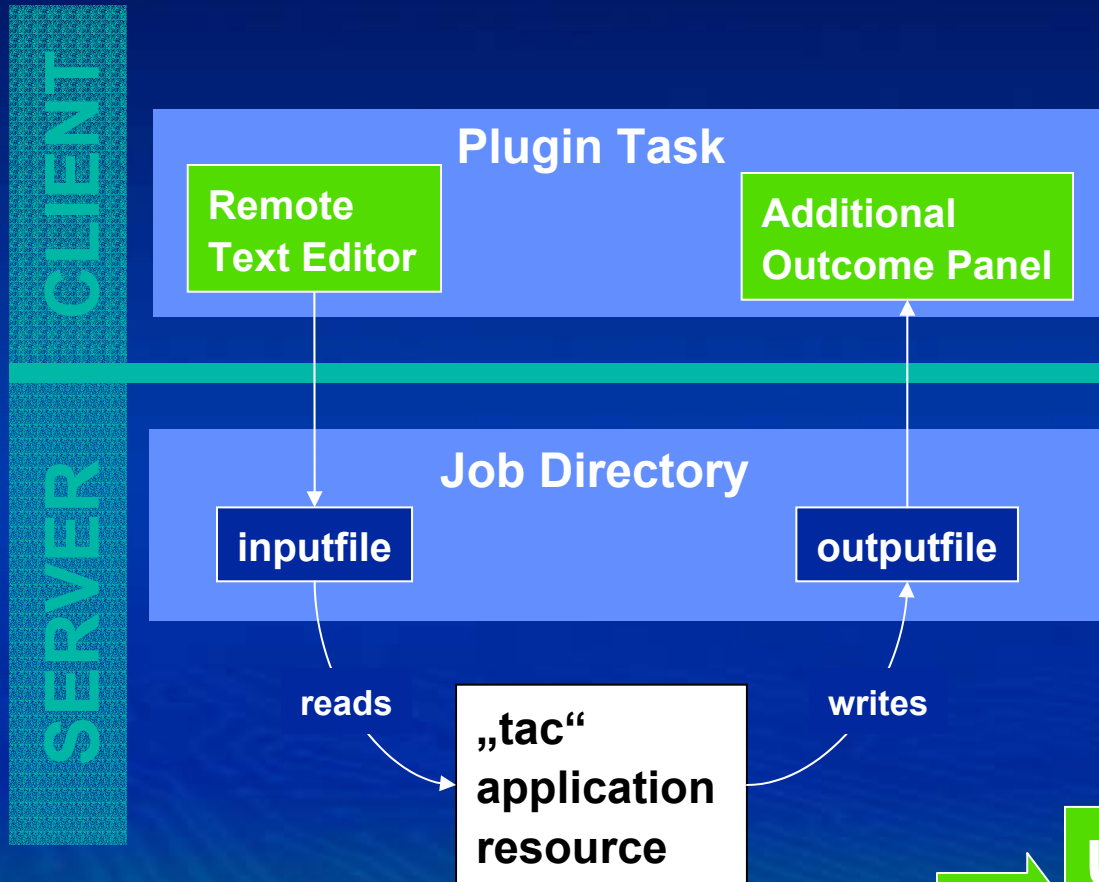 CLIENT
Plugin Task
Remote
Text Editor
Additional
Outcome Panel
SERVER
Job Directory
inputfile
outputfile
reads
writes
„tac“
application
resource